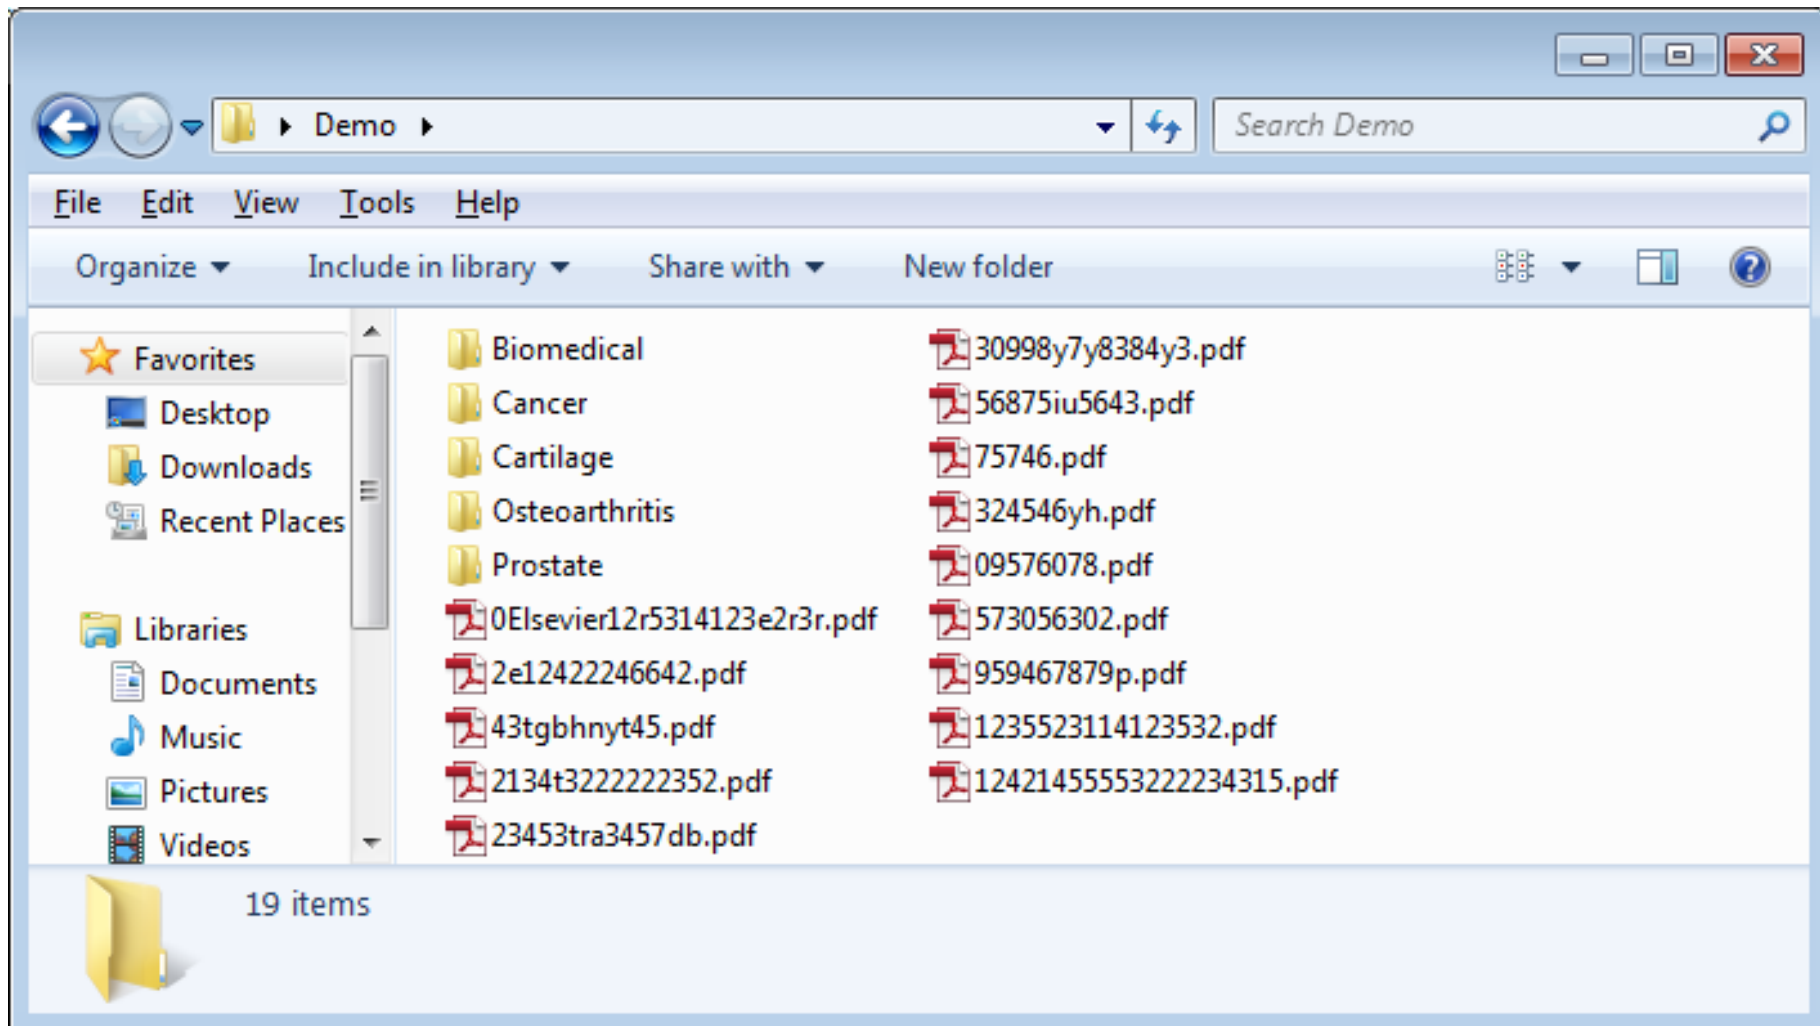 Demo
Search Demo
File Edit View Tools Help
Organize Include in library Share with New folder
Favorites
Desktop
Downloads
Recent Places
Libraries
Documents
Music
Pictures
Videos
Biomedical
Cancer
Cartilage
Osteoarthritis
Prostate
0Elsevier12r5314123e2r3r.pdf
2e12422246642.pdf
43tgbhnyt45.pdf
2134t3222222352.pdf
23453tra3457db.pdf
30998y7y8384y3.pdf
56875iu5643.pdf
75746.pdf
324546yh.pdf
09576078.pdf
573056302.pdf
959467879p.pdf
1235523114123532.pdf
12421455553222234315.pdf
19 items